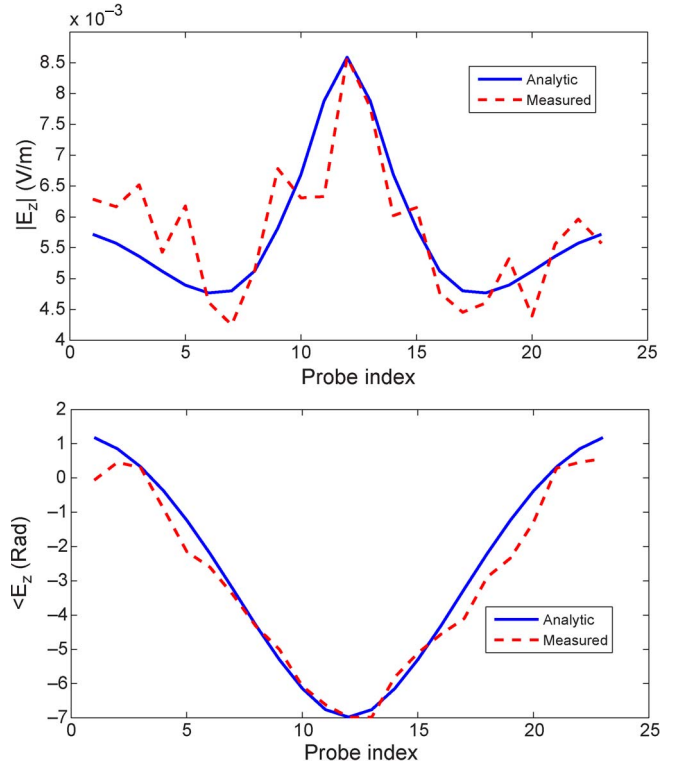 x 10⁻³
8.5
8
7.5
7
6.5
6
5.5
5
4.5
4
|E_z| (V/m)
Analytic
Measured
0 5 10 15 20 25
Probe index
2
1
0
−1
−2
−3
−4
−5
−6
−7
<E_z (Rad)
Analytic
Measured
0 5 10 15 20 25
Probe index